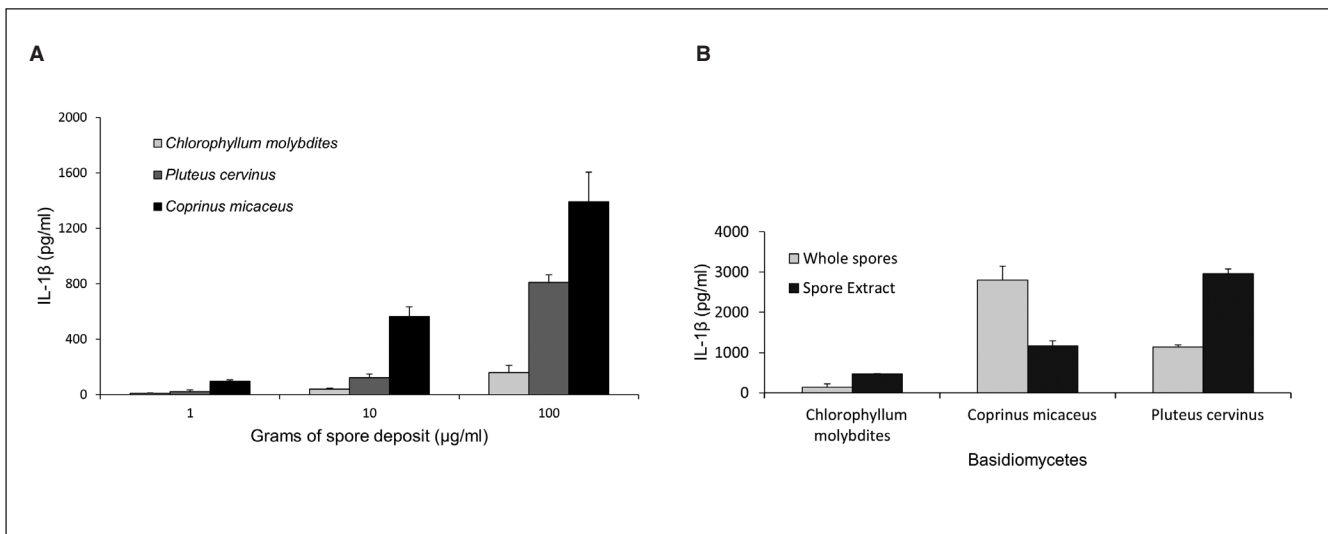 A
2000
1600
1200
800
400
0
IL-1β (pg/ml)
Chlorophyllum molybdites
Pluteus cervinus
Coprinus micaceus
1 10 100
Grams of spore deposit (µg/ml)
B
4000
3000
2000
1000
0
IL-1β (pg/ml)
Whole spores
Spore Extract
Chlorophyllum molybdites Coprinus micaceus Pluteus cervinus
Basidiomycetes